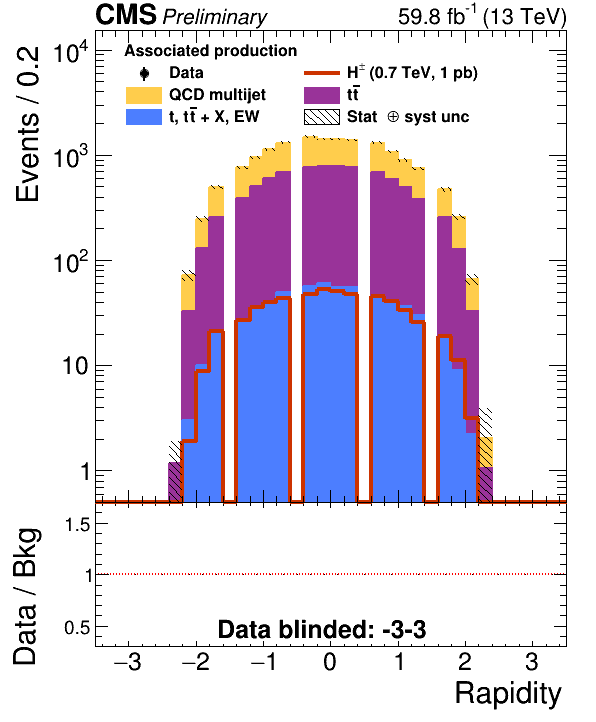 CMS Preliminary 59.8 fb⁻¹ (13 TeV)
Events / 0.2
10⁴
10³
10²
10
1
Associated production
Data
H± (0.7 TeV, 1 pb)
QCD multijet
tt̄
t, tt̄ + X, EW
Stat ⊕ syst unc
Data / Bkg
1.5
1
0.5
Data blinded: -3-3
−3 −2 −1 0 1 2 3
Rapidity